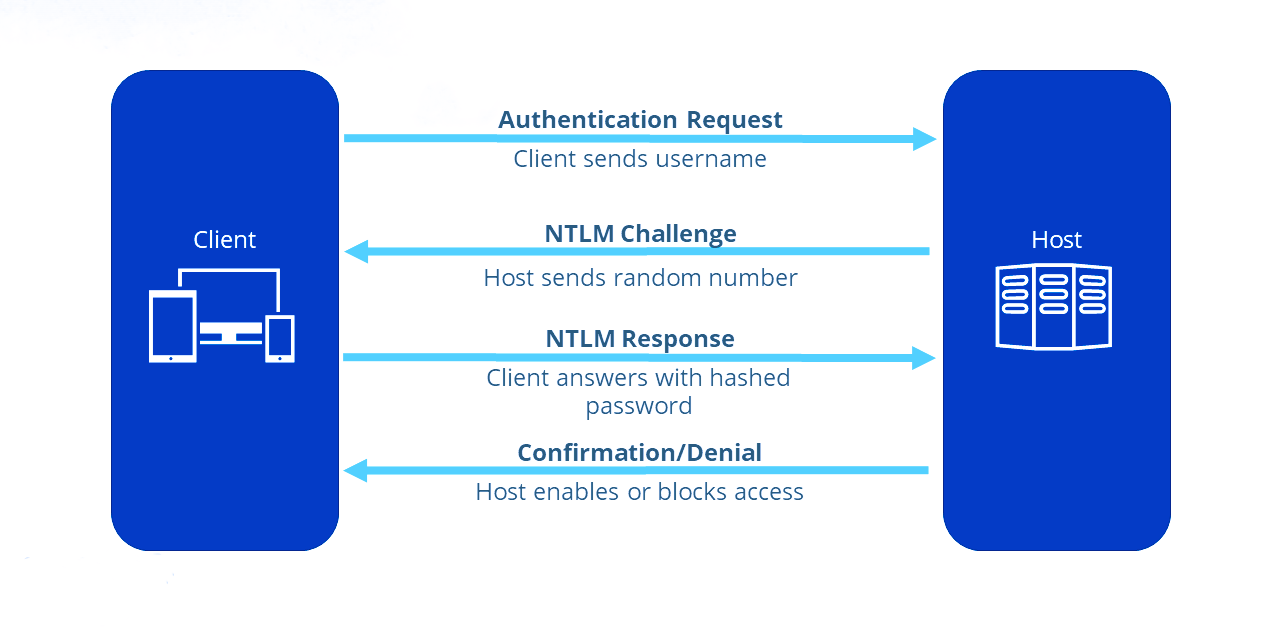 Authentication Request
Client sends username
Client
NTLM Challenge
Host
Host sends random number
NTLM Response
Client answers with hashed
password
Confirmation/Denial
Host enables or blocks access